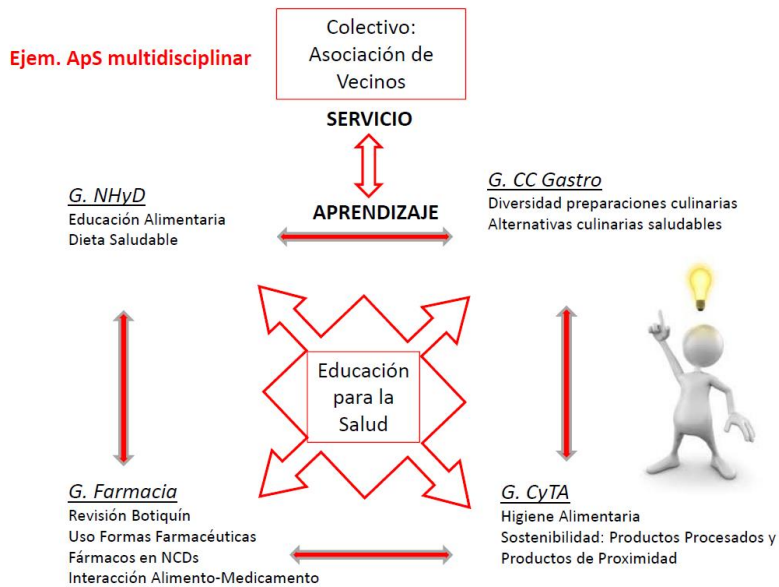 Ejem. ApS multidisciplinar
Colectivo:
Asociación de
Vecinos
SERVICIO
APRENDIZAJE
G. NHyD
Educación Alimentaria
Dieta Saludable
G. CC Gastro
Diversidad preparaciones culinarias
Alternativas culinarias saludables
Educación
para la
Salud
G. Farmacia
Revisión Botiquín
Uso Formas Farmacéuticas
Fármacos en NCDs
Interacción Alimento-Medicamento
G. CyTA
Higiene Alimentaria
Sostenibilidad: Productos Procesados y
Productos de Proximidad